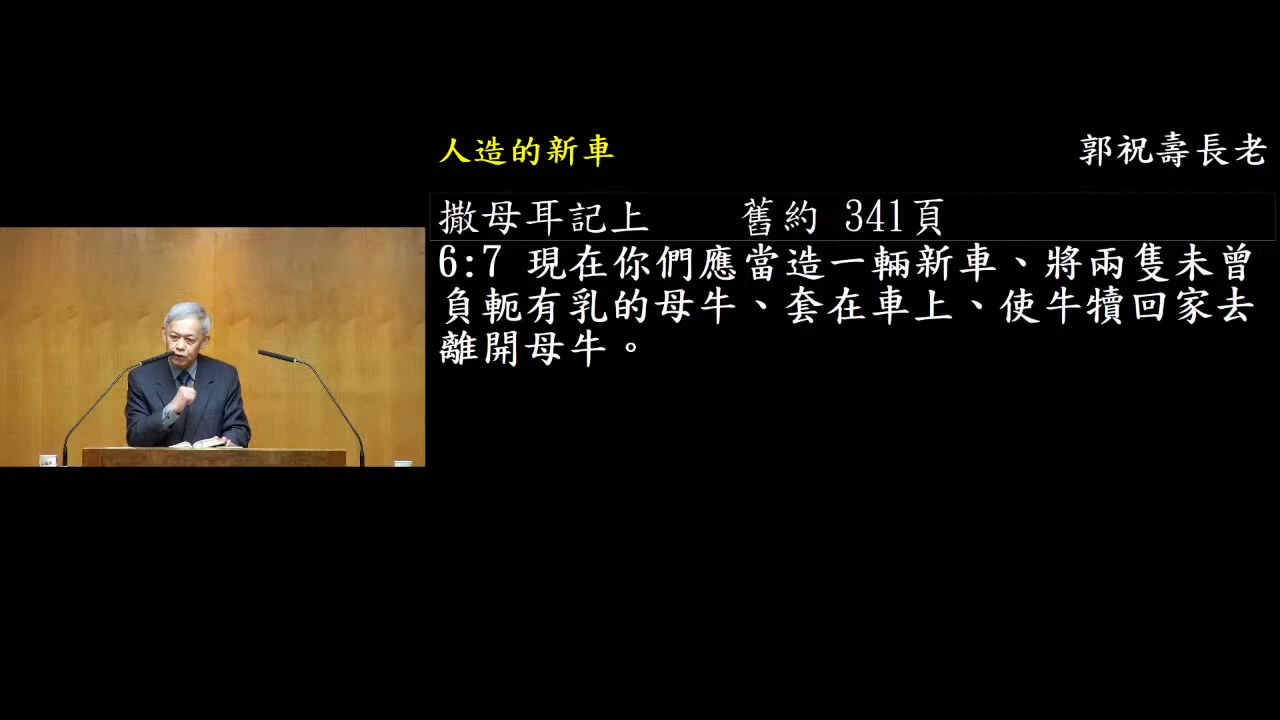 人造的新車 郭祝壽長老
撒母耳記上 舊約 341頁
6:7 現在你們應當造一輛新車、將兩隻未曾
負軛有乳的母牛、套在車上、使牛犢回家去
離開母牛。